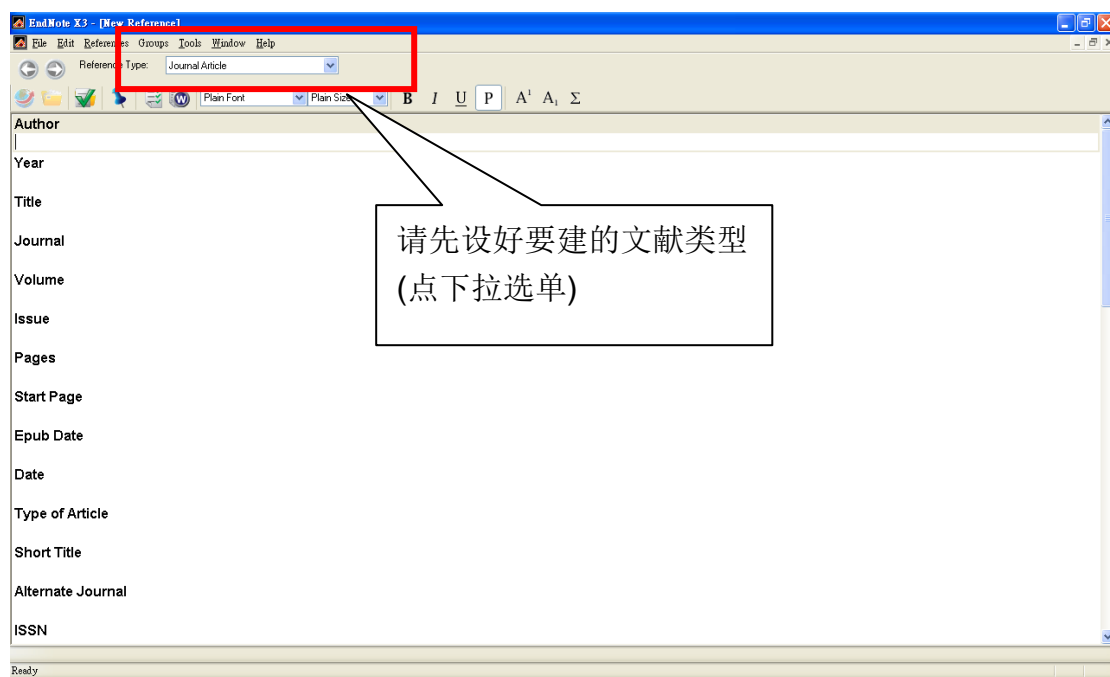 EndNote X3 - [New Reference]
File Edit References Groups Tools Window Help
Reference Type: Journal Article
Plain Font Plain Size B I U P A¹ A₁ Σ
Author
Year
Title
Journal
Volume
Issue
Pages
Start Page
Epub Date
Date
Type of Article
Short Title
Alternate Journal
ISSN
请先设好要建的文献类型
(点下拉选单)
Ready